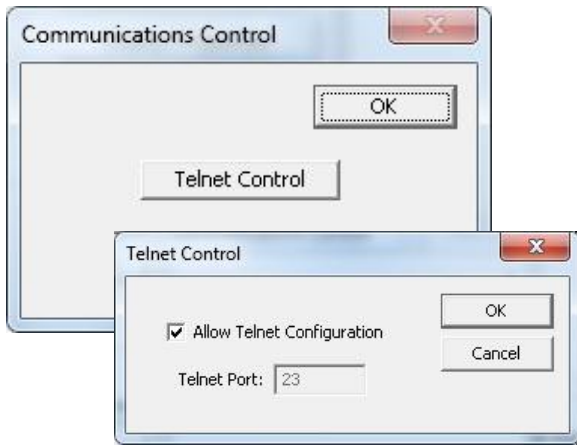 Communications Control
OK
Telnet Control
Telnet Control
OK
Allow Telnet Configuration
Cancel
Telnet Port: 23